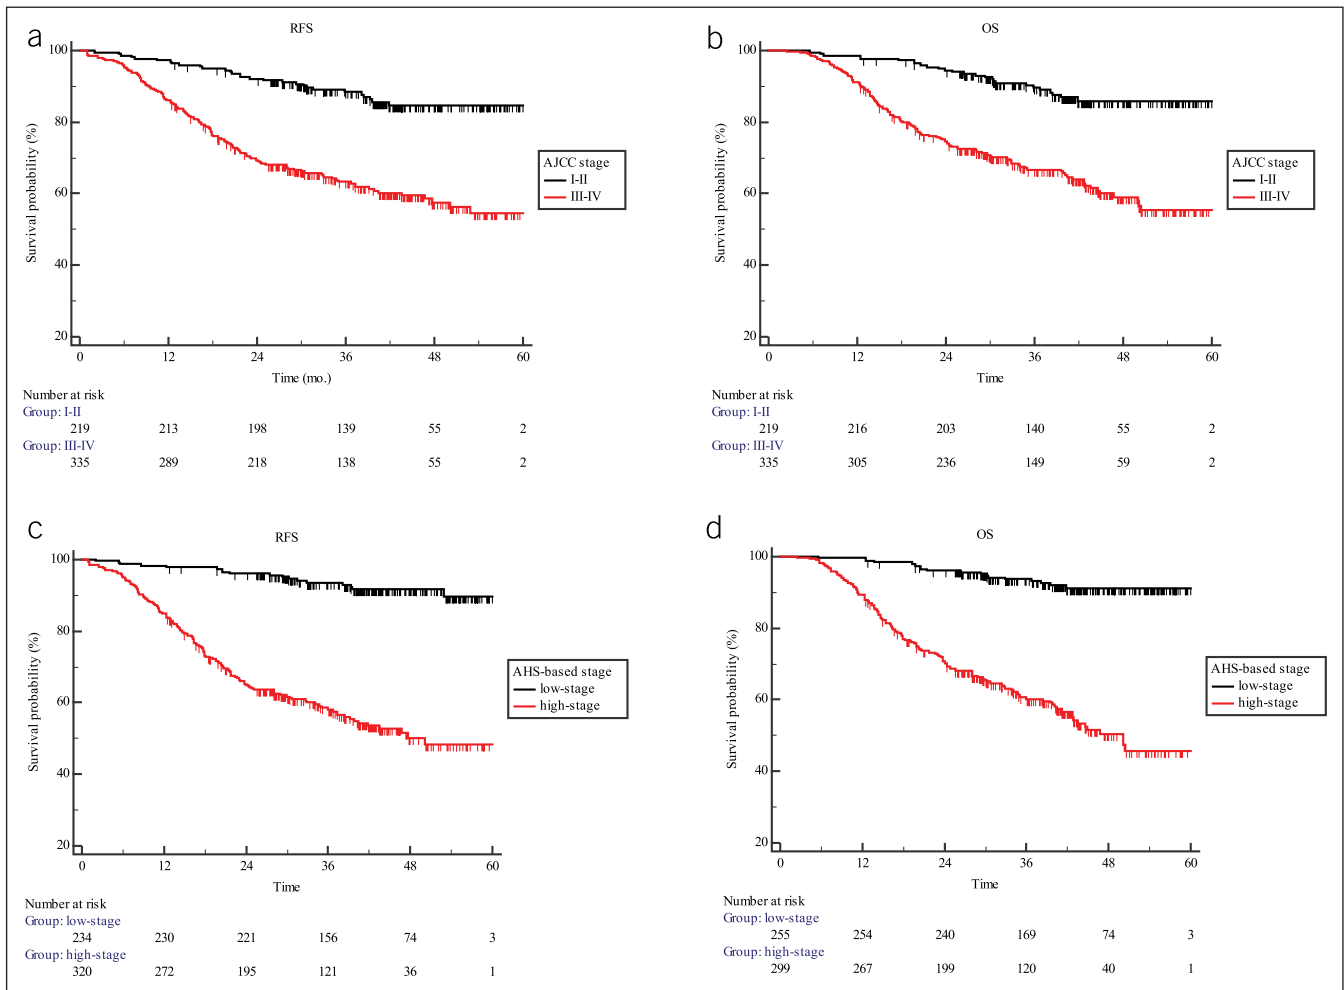 a
RFS
100
80
60
40
20
Survival probability (%)
0 12 24 36 48 60
Time (mo.)
AJCC stage
I-II
III-IV
Number at risk
Group: I-II
219 213 198 139 55 2
Group: III-IV
335 289 218 138 55 2
b
OS
100
80
60
40
20
Survival probability (%)
0 12 24 36 48 60
Time
AJCC stage
I-II
III-IV
Number at risk
Group: I-II
219 216 203 140 55 2
Group: III-IV
335 305 236 149 59 2
c
RFS
100
80
60
40
20
Survival probability (%)
0 12 24 36 48 60
Time
AHS-based stage
low-stage
high-stage
Number at risk
Group: low-stage
234 230 221 156 74 3
Group: high-stage
320 272 195 121 36 1
d
OS
100
80
60
40
20
Survival probability (%)
0 12 24 36 48 60
Time
AHS-based stage
low-stage
high-stage
Number at risk
Group: low-stage
255 254 240 169 74 3
Group: high-stage
299 267 199 120 40 1